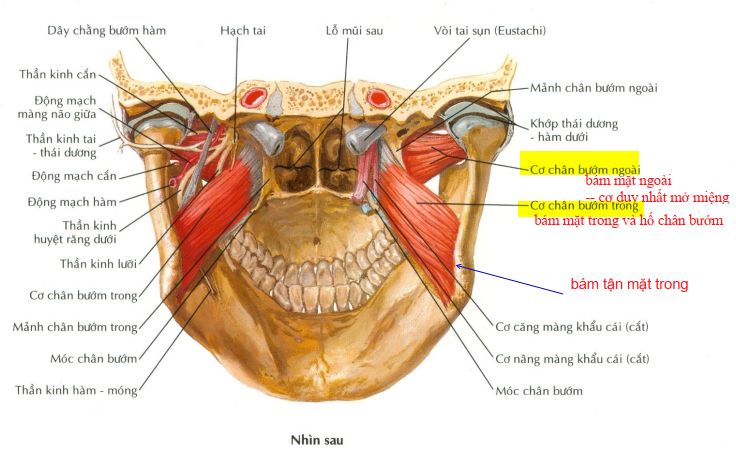 Dây chằng bướm hàm
Hạch tai
Lỗ mũi sau
Vòi tai sụn (Eustachi)
Thần kinh cắn
Động mạch
màng não giữa
Thần kinh tai
- thái dương
Động mạch cắn
Động mạch hàm
Thần kinh
huyệt răng dưới
Thần kinh lưỡi
Cơ chân bướm trong
Mảnh chân bướm trong
Móc chân bướm
Thần kinh hàm - móng
Mảnh chân bướm ngoài
Khớp thái dương
- hàm dưới
Cơ chân bướm ngoài
bám mặt ngoài
-- cơ duy nhất mở miệng
Cơ chân bướm trong
bám mặt trong và hố chân bướm
bám tận mặt trong
Cơ căng màng khẩu cái (cắt)
Cơ nâng màng khẩu cái (cắt)
Móc chân bướm
Nhìn sau